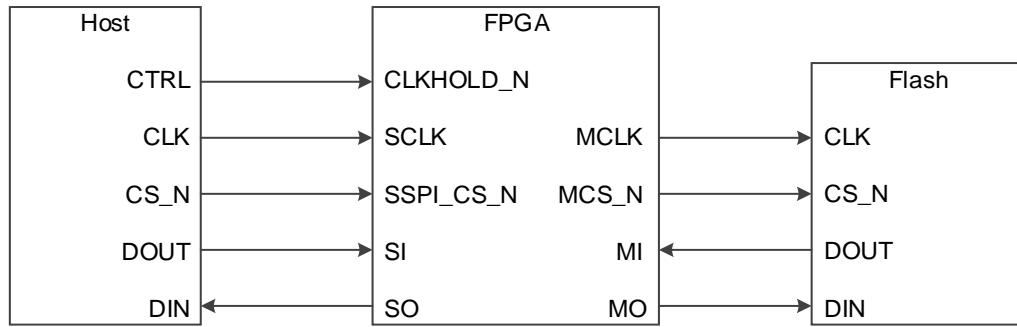 Host
FPGA
CTRL
CLKHOLD_N
Flash
CLK
SCLK
MCLK
CLK
CS_N
SSPI_CS_N
MCS_N
CS_N
DOUT
SI
MI
DOUT
DIN
SO
MO
DIN